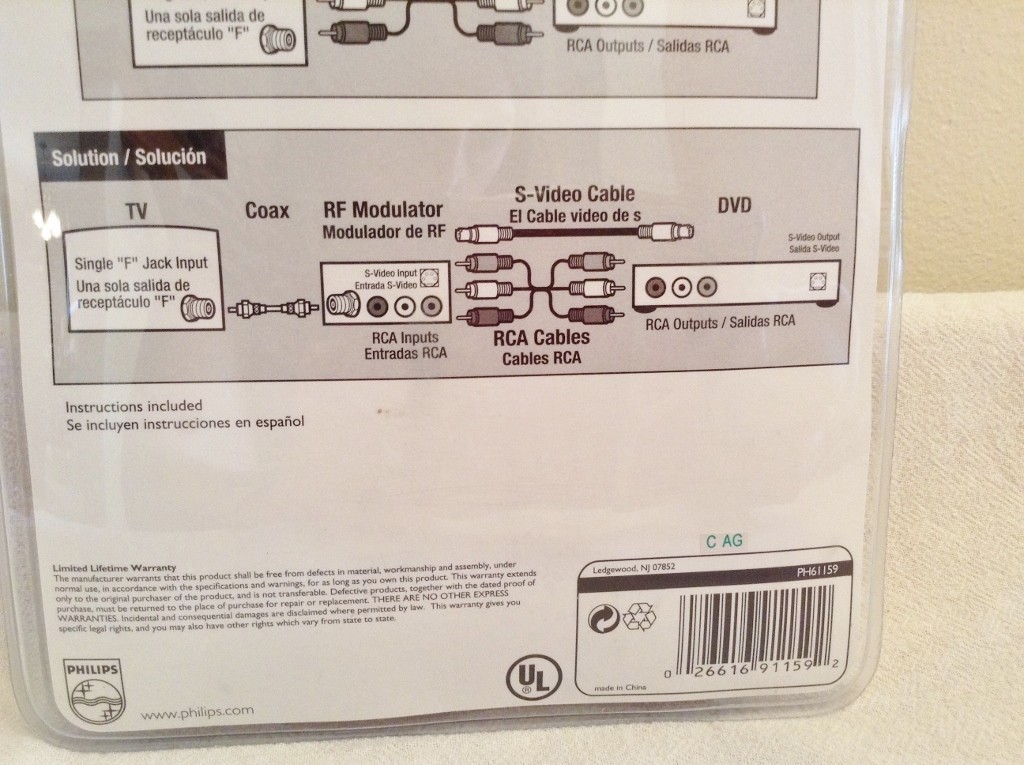 Una sola salida de
receptáculo "F"
RCA Outputs / Salidas RCA
Solution / Solución
TV
Coax
RF Modulator
Modulador de RF
S-Video Cable
El Cable video de s
DVD
S-Video Output
Salida S-Video
Single "F" Jack Input
Una sola salida de
receptáculo "F"
S-Video Input
Entrada S-Video
RCA Inputs
Entradas RCA
RCA Cables
Cables RCA
RCA Outputs / Salidas RCA
Instructions included
Se incluyen instrucciones en español
C AG
Limited Lifetime Warranty
The manufacturer warrants that this product shall be free from defects in material, workmanship and assembly, under
normal use, in accordance with the specifications and warnings, for as long as you own this product. This warranty extends
only to the original purchaser of the product, and is not transferable. Defective products, together with the dated proof of
purchase, must be returned to the place of purchase for repair or replacement. THERE ARE NO OTHER EXPRESS
WARRANTIES. Incidental and consequential damages are disclaimed where permitted by law. This warranty gives you
specific legal rights, and you may also have other rights which vary from state to state.
Ledgewood, NJ 07852
PH61159
0 26616 91159 2
made in China
PHILIPS
www.philips.com
UL
®